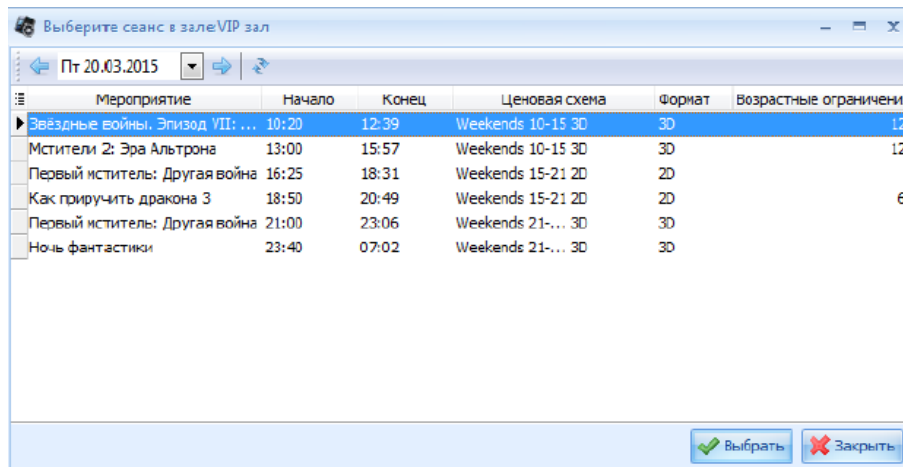 Выберите сеанс в зале:VIP зал
Пт 20.03.2015
Мероприятие Начало Конец Ценовая схема Формат Возрастные ограничени
Звёздные войны. Эпизод VII: ... 10:20 12:39 Weekends 10-15 3D 3D 12
Мстители 2: Эра Альтрона 13:00 15:57 Weekends 10-15 3D 3D 12
Первый мститель: Другая война 16:25 18:31 Weekends 15-21 2D 2D
Как приручить дракона 3 18:50 20:49 Weekends 15-21 2D 2D 6
Первый мститель: Другая война 21:00 23:06 Weekends 21-... 3D 3D
Ночь фантастики 23:40 07:02 Weekends 21-... 3D 3D
Выбрать Закрыть